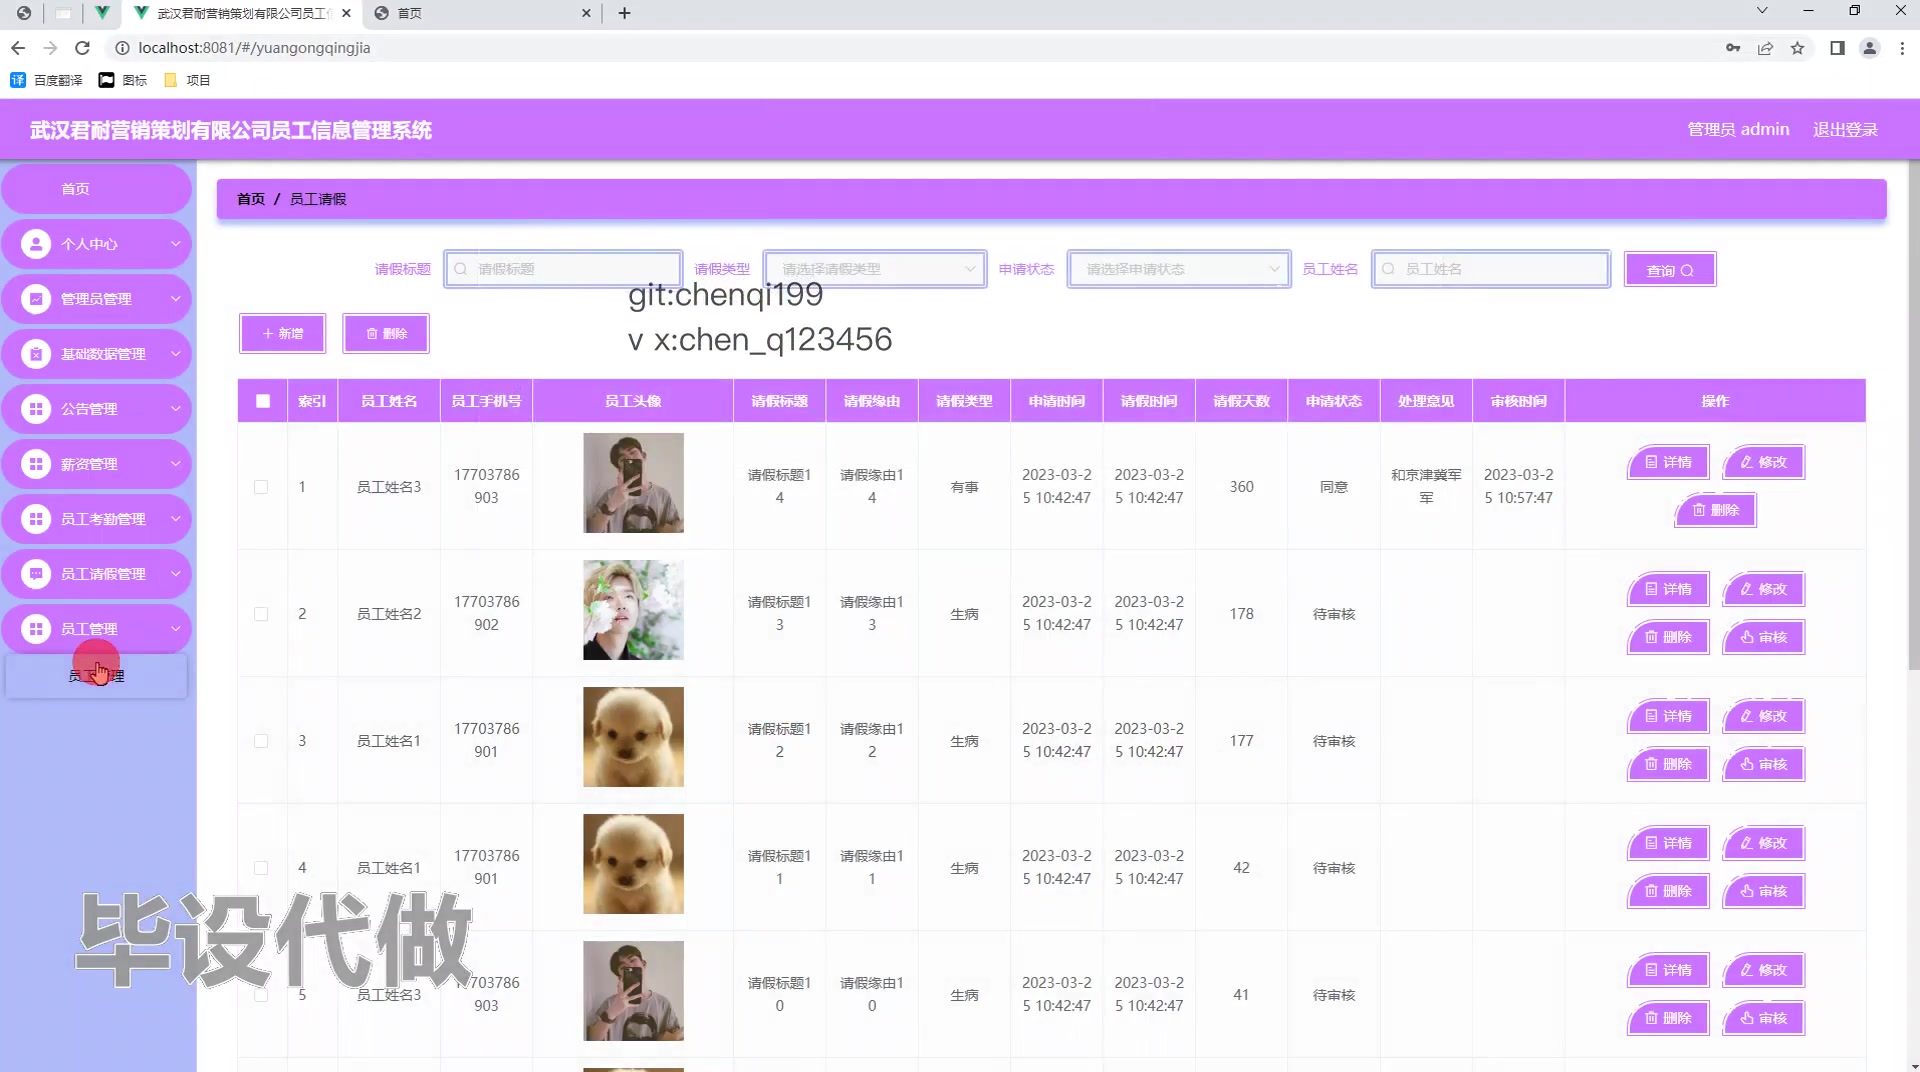 武汉君耐营销策划有限公司员工信
首页
localhost:8081/#/yuangongqingjia
译 百度翻译 图标 项目
武汉君耐营销策划有限公司员工信息管理系统
管理员 admin 退出登录
首页
个人中心
管理员管理
基础数据管理
公告管理
薪资管理
员工考勤管理
员工请假管理
员工管理
首页 / 员工请假
请假标题 请假标题 请假类型 请选择请假类型 申请状态 请选择申请状态 员工姓名 员工姓名 查询
git:chenqi199
v x:chen_q123456
新增 删除
索引 员工姓名 员工手机号 员工头像 请假标题 请假缘由 请假类型 申请时间 请假时间 请假天数 申请状态 处理意见 审核时间 操作
1 员工姓名3 17703786903 请假标题14 请假缘由14 有事 2023-03-25 10:42:47 2023-03-25 10:42:47 360 同意 和京津冀军军 2023-03-25 10:57:47 详情 修改 删除
2 员工姓名2 17703786902 请假标题13 请假缘由13 生病 2023-03-25 10:42:47 2023-03-25 10:42:47 178 待审核 详情 修改 删除 审核
3 员工姓名1 17703786901 请假标题12 请假缘由12 生病 2023-03-25 10:42:47 2023-03-25 10:42:47 177 待审核 详情 修改 删除 审核
4 员工姓名1 17703786901 请假标题11 请假缘由11 生病 2023-03-25 10:42:47 2023-03-25 10:42:47 42 待审核 详情 修改 删除 审核
5 员工姓名3 17703786903 请假标题10 请假缘由10 生病 2023-03-25 10:42:47 2023-03-25 10:42:47 41 待审核 详情 修改 删除 审核
毕设代做